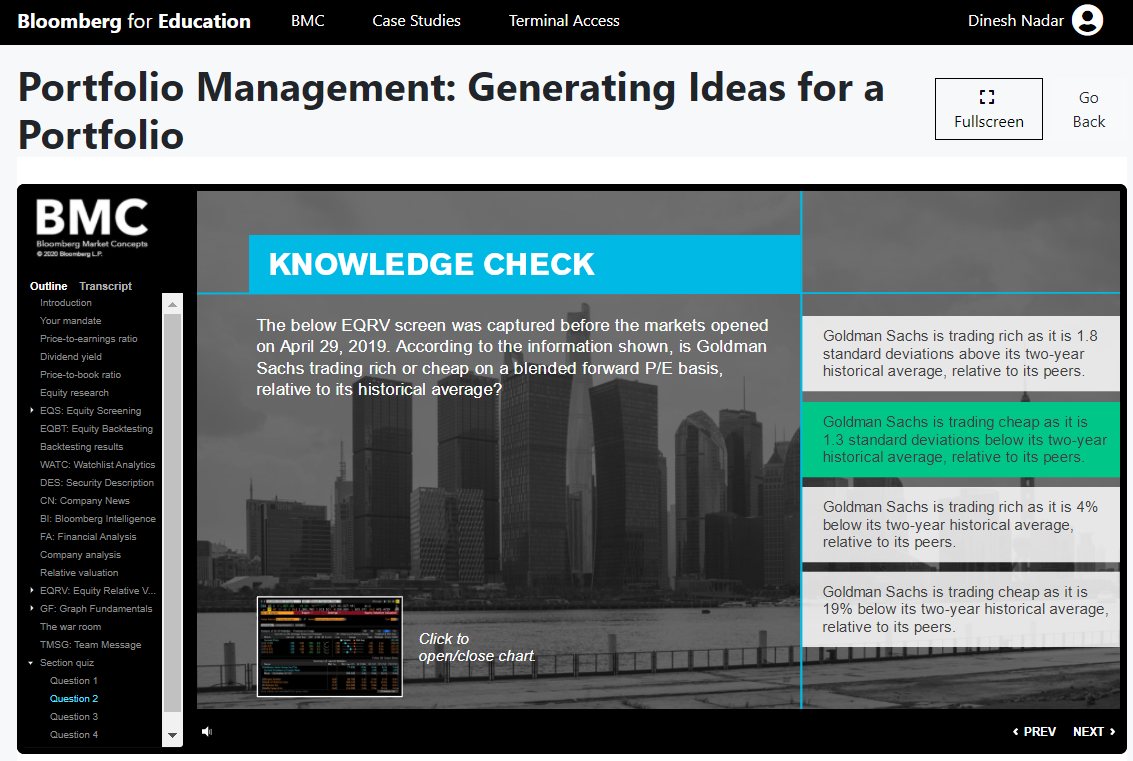 Bloomberg for Education
BMC
Case Studies
Terminal Access
Dinesh Nadar
Portfolio Management: Generating Ideas for a
Portfolio
Fullscreen
Go
Back
BMC
Bloomberg Market Concepts
© 2020 Bloomberg L.P.
Outline
Transcript
Introduction
Your mandate
Price-to-earnings ratio
Dividend yield
Price-to-book ratio
Equity research
EQS: Equity Screening
EQBT: Equity Backtesting
Backtesting results
WATC: Watchlist Analytics
DES: Security Description
CN: Company News
BI: Bloomberg Intelligence
FA: Financial Analysis
Company analysis
Relative valuation
EQRV: Equity Relative V...
GF: Graph Fundamentals
The war room
TMSG: Team Message
Section quiz
Question 1
Question 2
Question 3
Question 4
KNOWLEDGE CHECK
The below EQRV screen was captured before the markets opened
on April 29, 2019. According to the information shown, is Goldman
Sachs trading rich or cheap on a blended forward P/E basis,
relative to its historical average?
Click to
open/close chart.
Goldman Sachs is trading rich as it is 1.8
standard deviations above its two-year
historical average, relative to its peers.
Goldman Sachs is trading cheap as it is
1.3 standard deviations below its two-year
historical average, relative to its peers.
Goldman Sachs is trading rich as it is 4%
below its two-year historical average,
relative to its peers.
Goldman Sachs is trading cheap as it is
19% below its two-year historical average,
relative to its peers.
PREV
NEXT